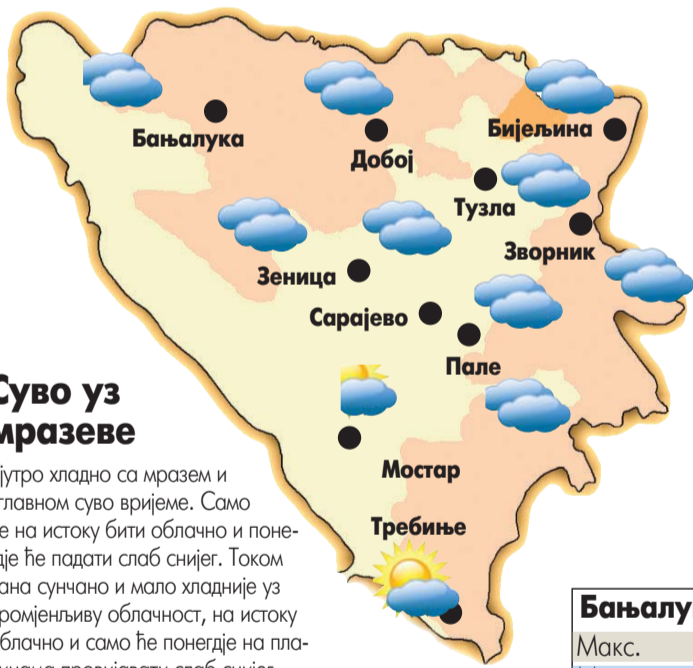 Бањалука
Добој
Бијељина
Тузла
Зворник
Зеница
Сарајево
Пале
Мостар
Требиње
Суво уз
мразеве
јутро хладно са мразем и
главном суво вријеме. Само
е на истоку бити облачно и поне-
дје ће падати слаб снијег. Током
ана сунчано и мало хладније уз
ромјенљиву облачност, на истоку
блачно и само ће понегдје на пла-
Бањалу
Макс.